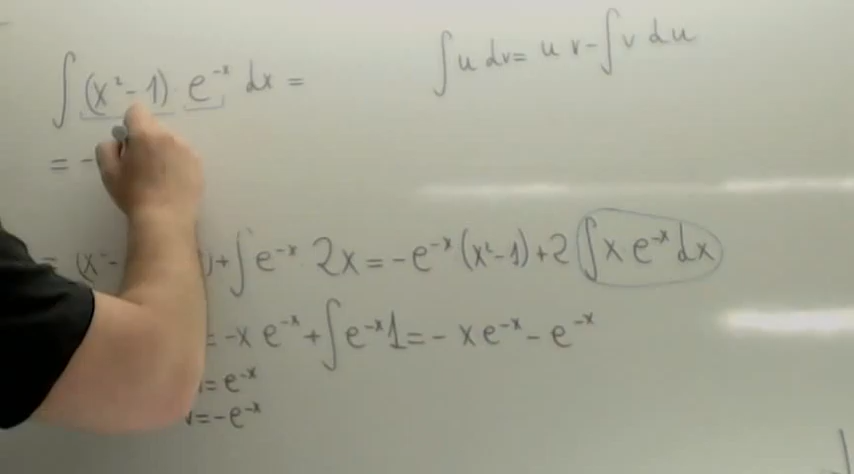 ∫ (x² - 1) e⁻ˣ dx =
∫ u dv = u v - ∫ v du
= -
= (x² - ) + ∫ e⁻ˣ 2x = -e⁻ˣ (x² - 1) + 2 ∫ x · e⁻ˣ dx
= -x e⁻ˣ + ∫ e⁻ˣ 1 = - x e⁻ˣ - e⁻ˣ
= e⁻ˣ
v = -e⁻ˣ